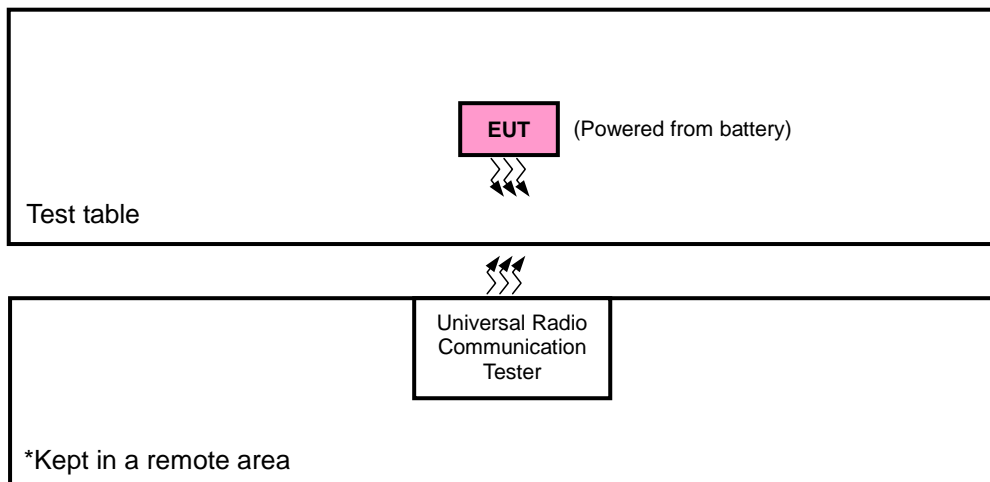 EUT
(Powered from battery)
Test table
Universal Radio
Communication
Tester
*Kept in a remote area